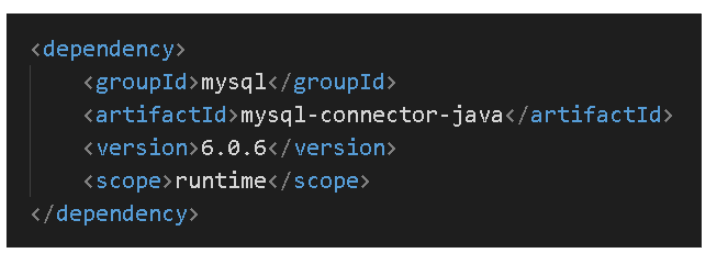 <dependency>
<groupId>mysql</groupId>
<artifactId>mysql-connector-java</artifactId>
<version>6.0.6</version>
<scope>runtime</scope>
</dependency>